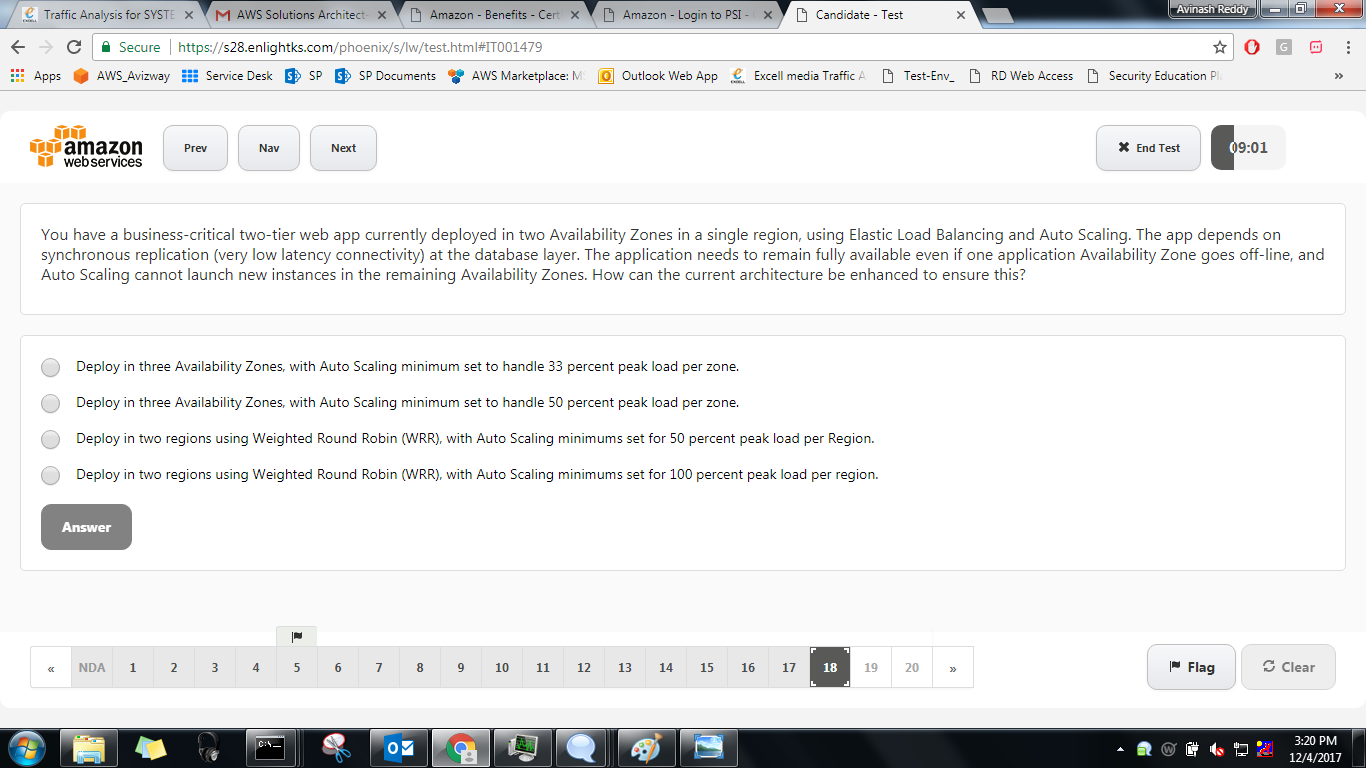 Traffic Analysis for SYSTE
AWS Solutions Architect-
Amazon - Benefits - Cert
Amazon - Login to PSI -
Candidate - Test
Avinash Reddy
Secure
https://s28.enlightks.com/phoenix/s/lw/test.html#IT001479
Apps
AWS_Avizway
Service Desk
SP
SP Documents
AWS Marketplace: M
Outlook Web App
Excell media Traffic A
Test-Env_
RD Web Access
Security Education Pl
»
amazon
webservices
Prev
Nav
Next
End Test
09:01
You have a business-critical two-tier web app currently deployed in two Availability Zones in a single region, using Elastic Load Balancing and Auto Scaling. The app depends on
synchronous replication (very low latency connectivity) at the database layer. The application needs to remain fully available even if one application Availability Zone goes off-line, and
Auto Scaling cannot launch new instances in the remaining Availability Zones. How can the current architecture be enhanced to ensure this?
Deploy in three Availability Zones, with Auto Scaling minimum set to handle 33 percent peak load per zone.
Deploy in three Availability Zones, with Auto Scaling minimum set to handle 50 percent peak load per zone.
Deploy in two regions using Weighted Round Robin (WRR), with Auto Scaling minimums set for 50 percent peak load per Region.
Deploy in two regions using Weighted Round Robin (WRR), with Auto Scaling minimums set for 100 percent peak load per region.
Answer
« NDA 1 2 3 4 5 6 7 8 9 10 11 12 13 14 15 16 17 18 19 20 »
Flag
Clear
3:20 PM
12/4/2017